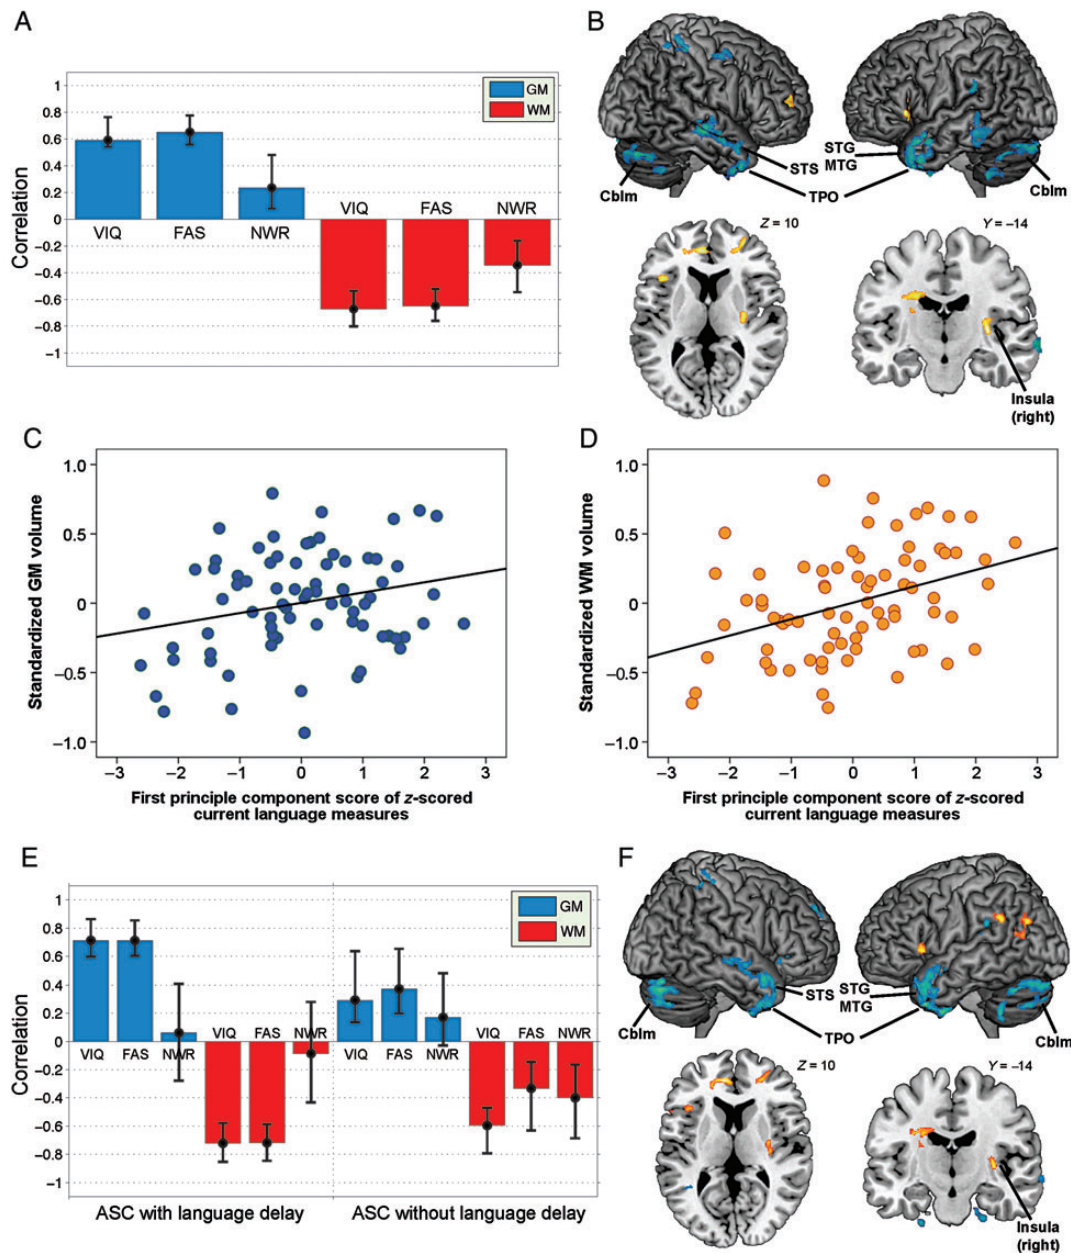 A
GM
WM
1
0.8
0.6
0.4
0.2
0
−0.2
−0.4
−0.6
−0.8
−1
Correlation
VIQ
FAS
NWR
VIQ
FAS
NWR
B
STS
STG
MTG
TPO
Cblm
Cblm
Z = 10
Y = −14
Insula
(right)
C
Standardized GM volume
1.0
0.5
0
−0.5
−1.0
−3 −2 −1 0 1 2 3
First principle component score of z-scored
current language measures
D
Standardized WM volume
1.0
0.5
0
−0.5
−1.0
−3 −2 −1 0 1 2 3
First principle component score of z-scored
current language measures
E
GM
WM
1
0.8
0.6
0.4
0.2
0
−0.2
−0.4
−0.6
−0.8
−1
Correlation
VIQ
FAS
NWR
VIQ
FAS
NWR
VIQ
FAS
NWR
VIQ
FAS
NWR
ASC with language delay
ASC without language delay
F
STS
STG
MTG
TPO
Cblm
Cblm
Z = 10
Y = −14
Insula
(right)